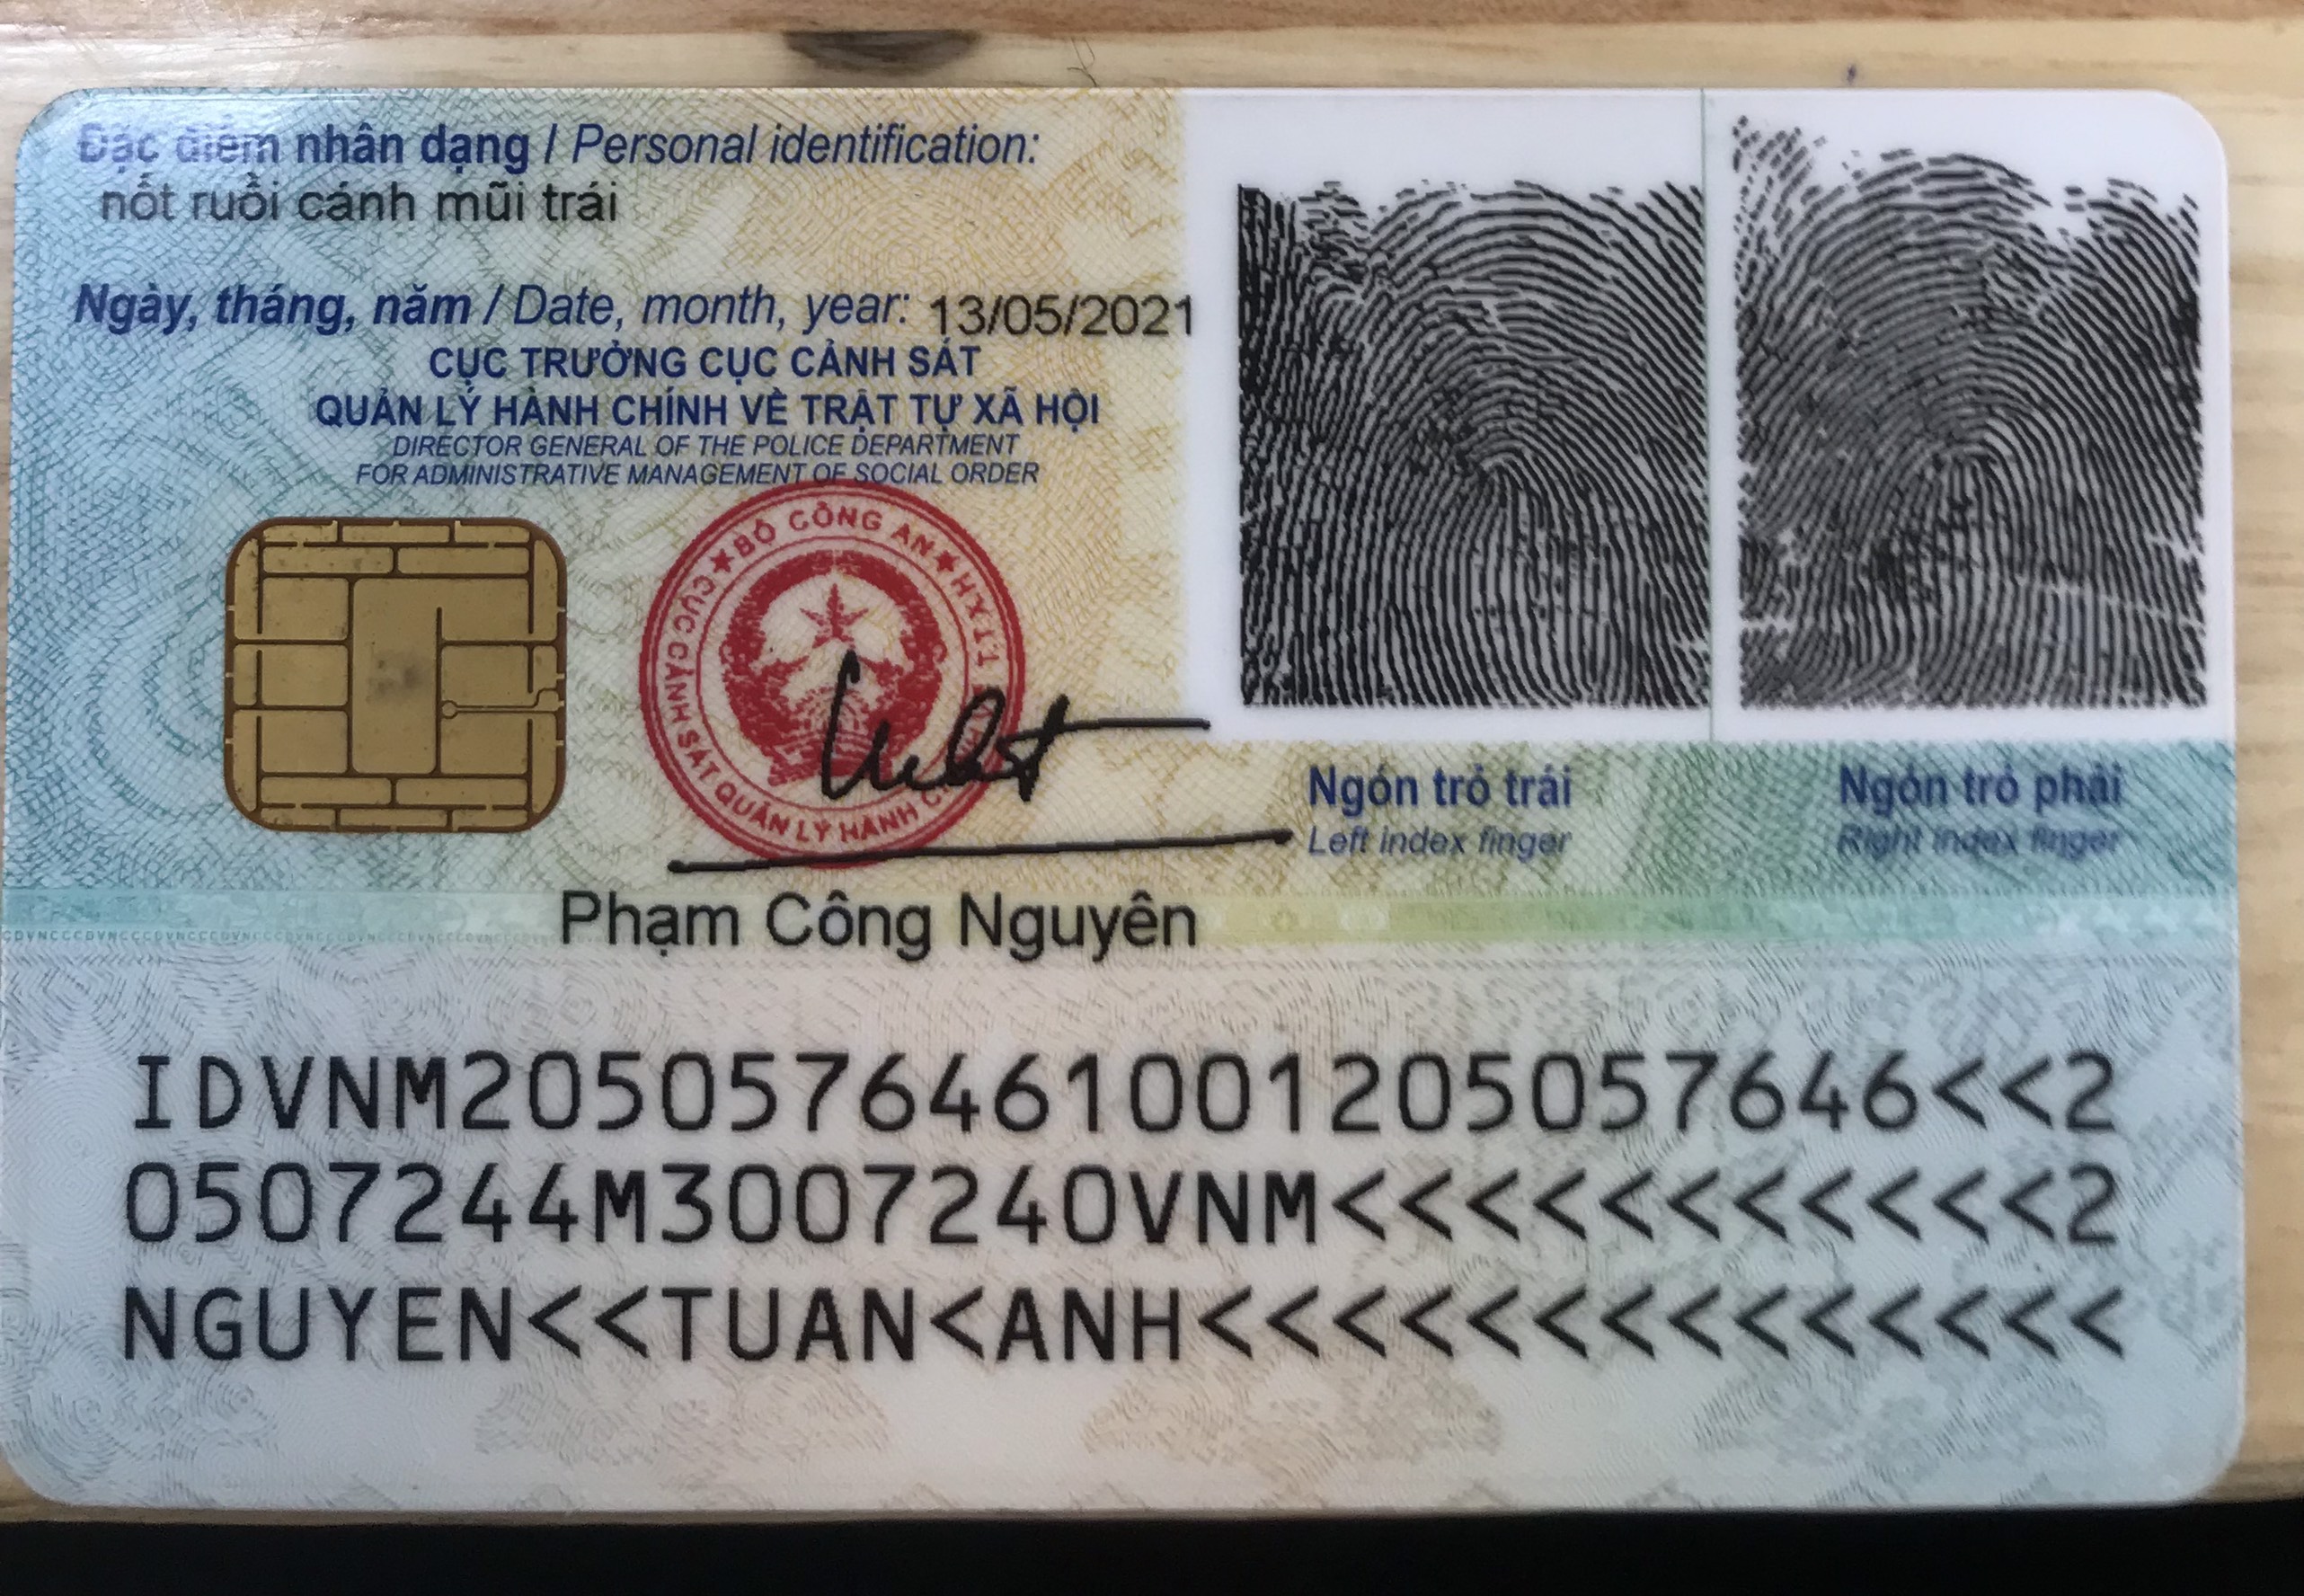 Đặc điểm nhân dạng / Personal identification:
nốt ruồi cánh mũi trái
Ngày, tháng, năm / Date, month, year: 13/05/2021
CỤC TRƯỞNG CỤC CẢNH SÁT
QUẢN LÝ HÀNH CHÍNH VỀ TRẬT TỰ XÃ HỘI
DIRECTOR GENERAL OF THE POLICE DEPARTMENT
FOR ADMINISTRATIVE MANAGEMENT OF SOCIAL ORDER
BỘ CÔNG AN
CỤC CẢNH SÁT QUẢN LÝ HÀNH
TTXH
Ngón trỏ trái
Left index finger
Ngón trỏ phải
Right index finger
Phạm Công Nguyên
IDVNM2050576461001205057646<<2
0507244M3007240VNM<<<<<<<<<<<2
NGUYEN<<TUAN<ANH<<<<<<<<<<<<<<